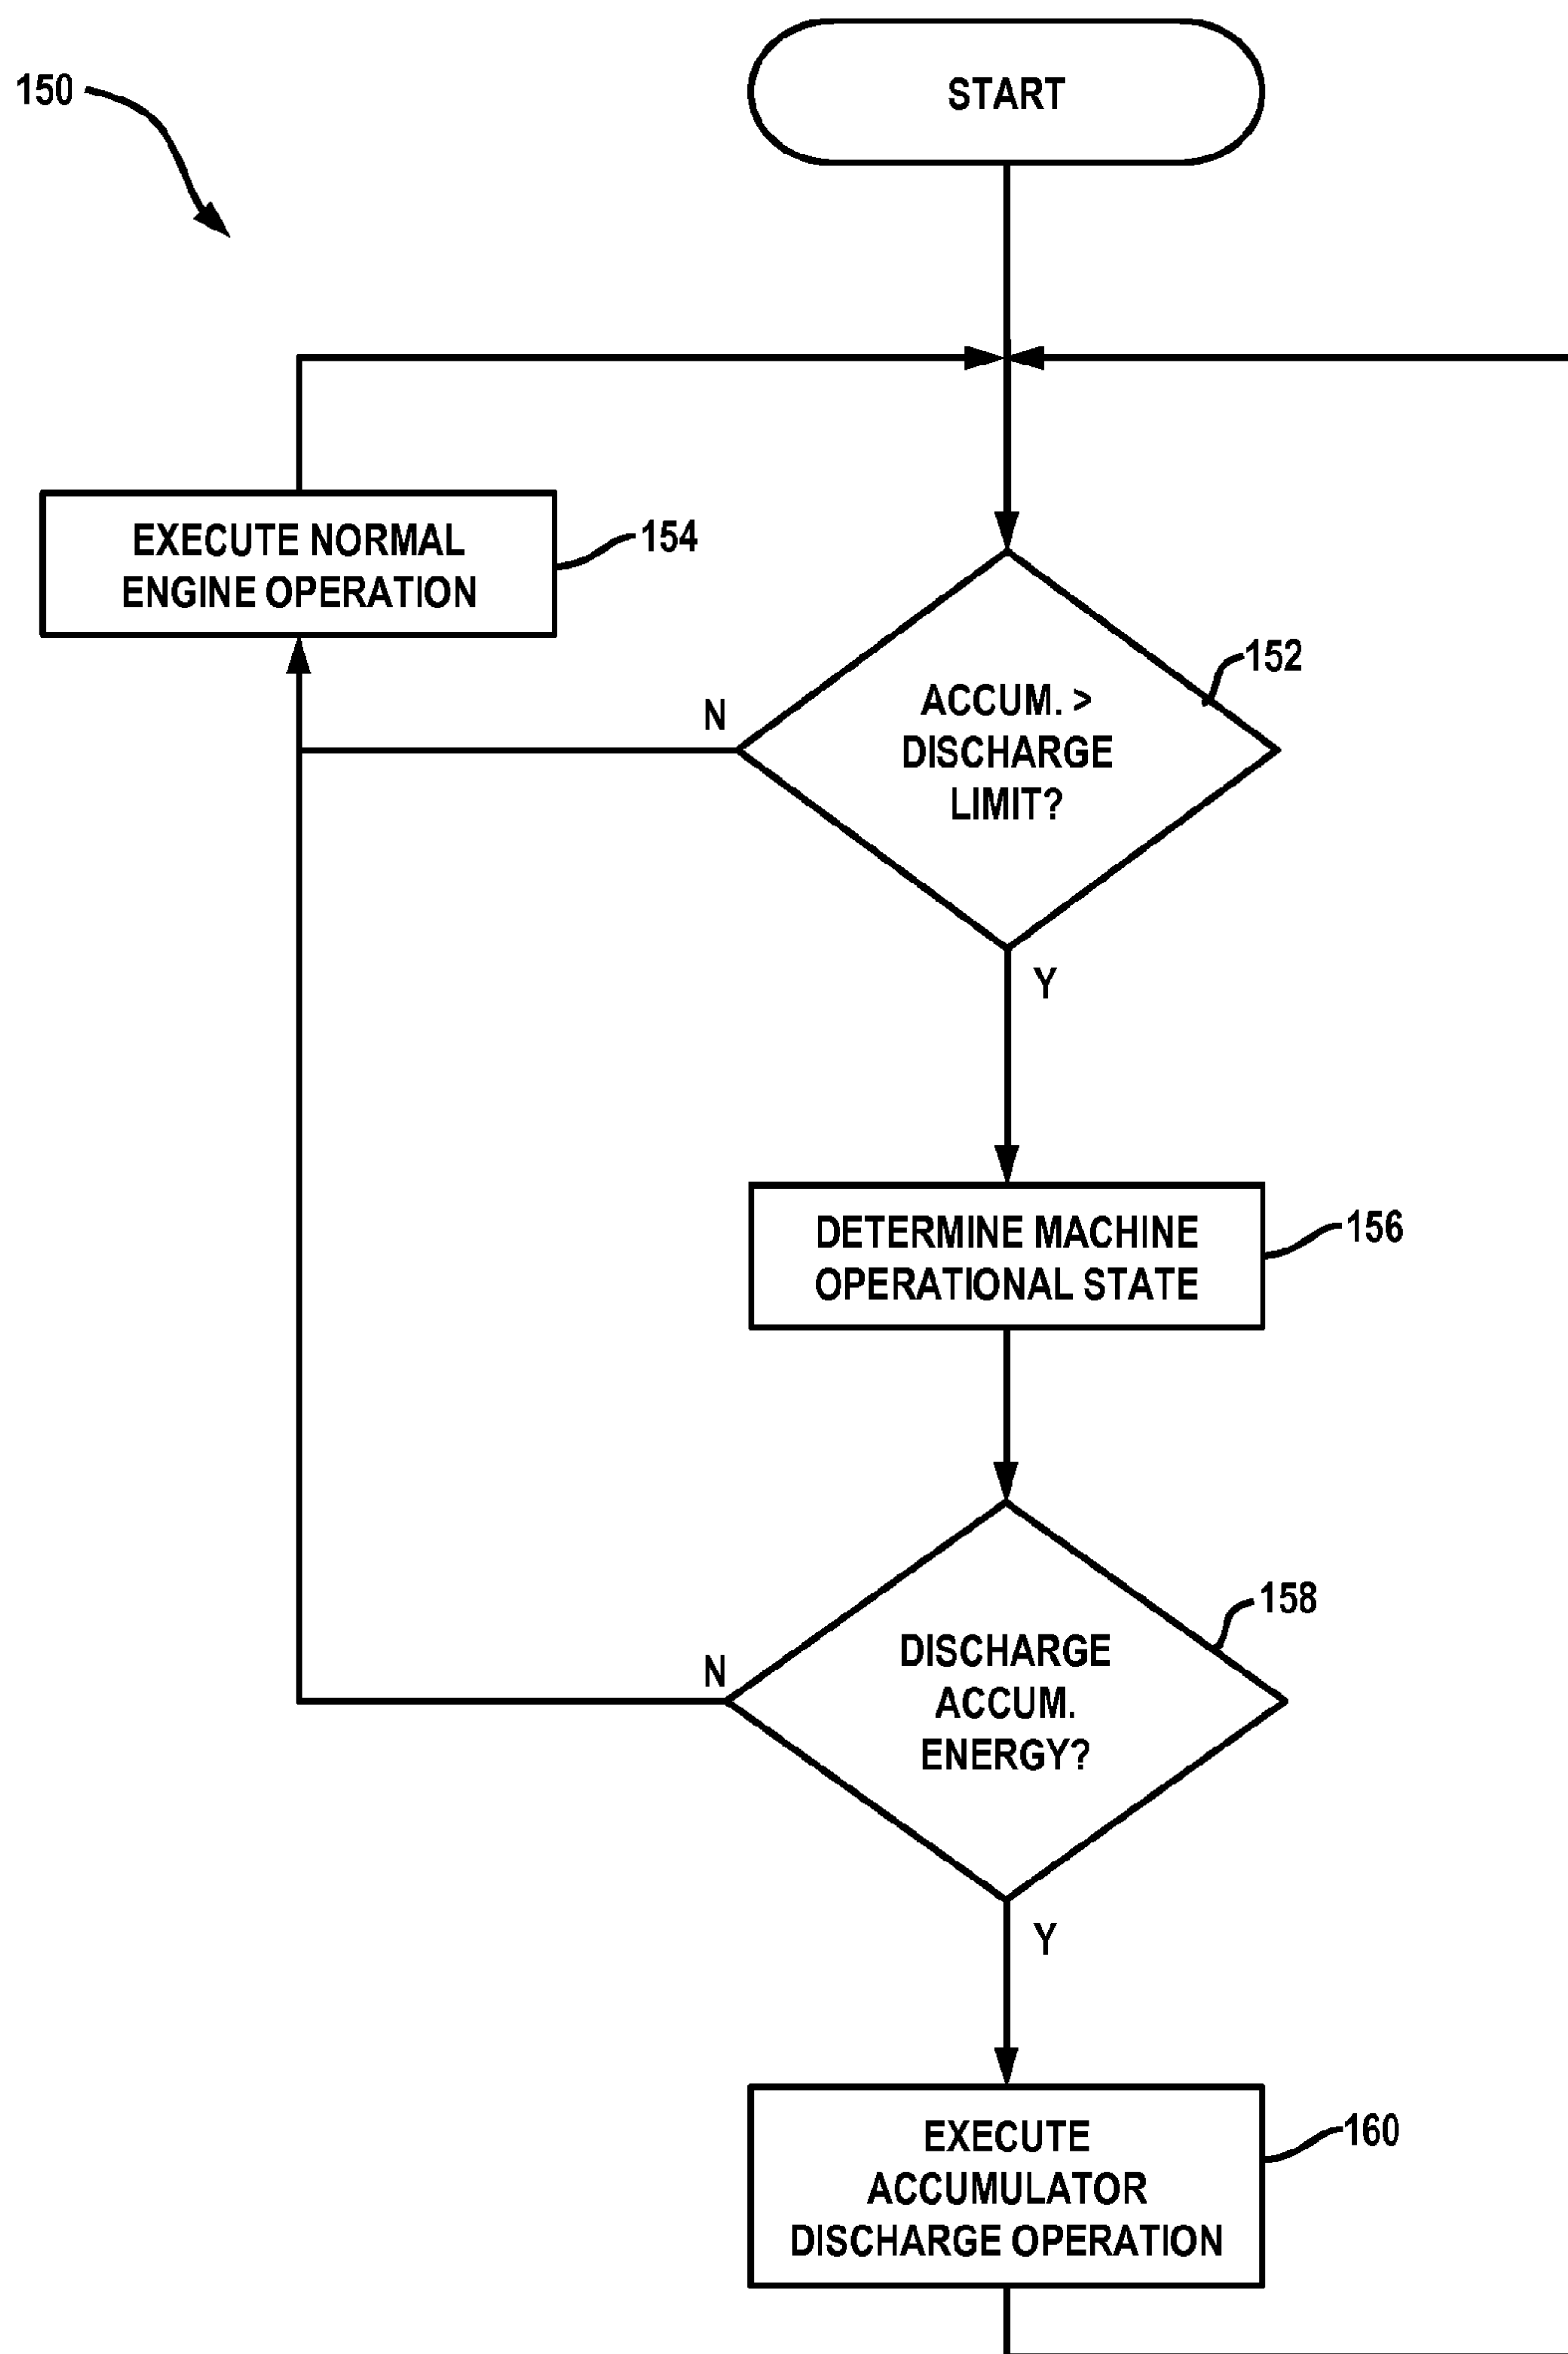 START
150
EXECUTE NORMAL
ENGINE OPERATION
154
152
ACCUM. >
DISCHARGE
LIMIT?
N
Y
DETERMINE MACHINE
OPERATIONAL STATE
156
158
DISCHARGE
ACCUM.
ENERGY?
N
Y
EXECUTE
ACCUMULATOR
DISCHARGE OPERATION
160